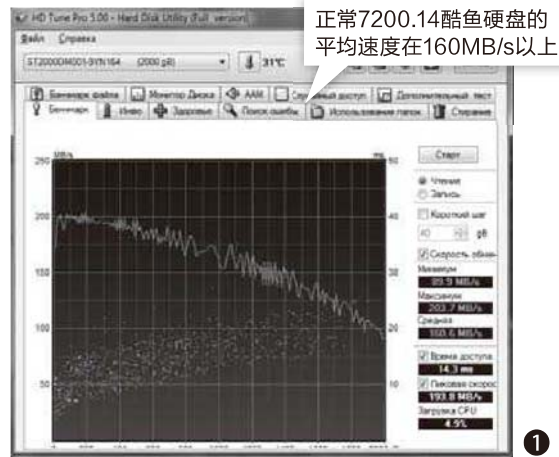 HD Tune Pro 5.00 - Hard Disk Utility (Full version)
正常7200.14酷鱼硬盘的
平均速度在160MB/s以上
Файл Справка
ST2000DM001-9YN164 (2000 gB)
31°C
Бенчмарк файла Монитор Диска AAM доступ Дополнительный тест
Бенчмарк Инфо Здоровье Поиск ошибок Использование папок Стирание
MB/s
ms
250
200
150
100
50
50
40
30
20
10
Старт
Чтение
Запись
Короткий шаг
40 gB
Скорость обмен
Минимум
89.9 MB/s
Максимум
203.7 MB/s
Средняя
160.6 MB/s
Время доступа
14.3 ms
Пиковая скорос
193.8 MB/s
Загрузка CPU
4.9%
1